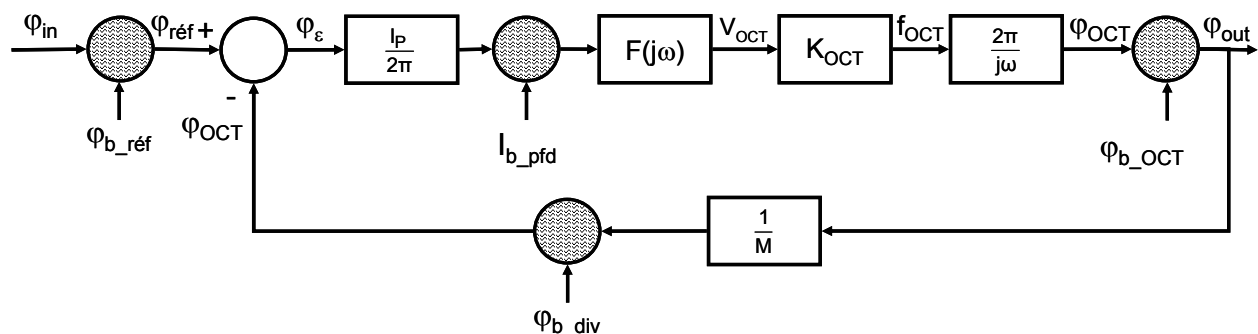 φin φréf + φε IP/2π F(jω) VOCT KOCT fOCT 2π/jω φOCT φout
-
φb_réf φOCT Ib_pfd φb_OCT
1/M
φb_div